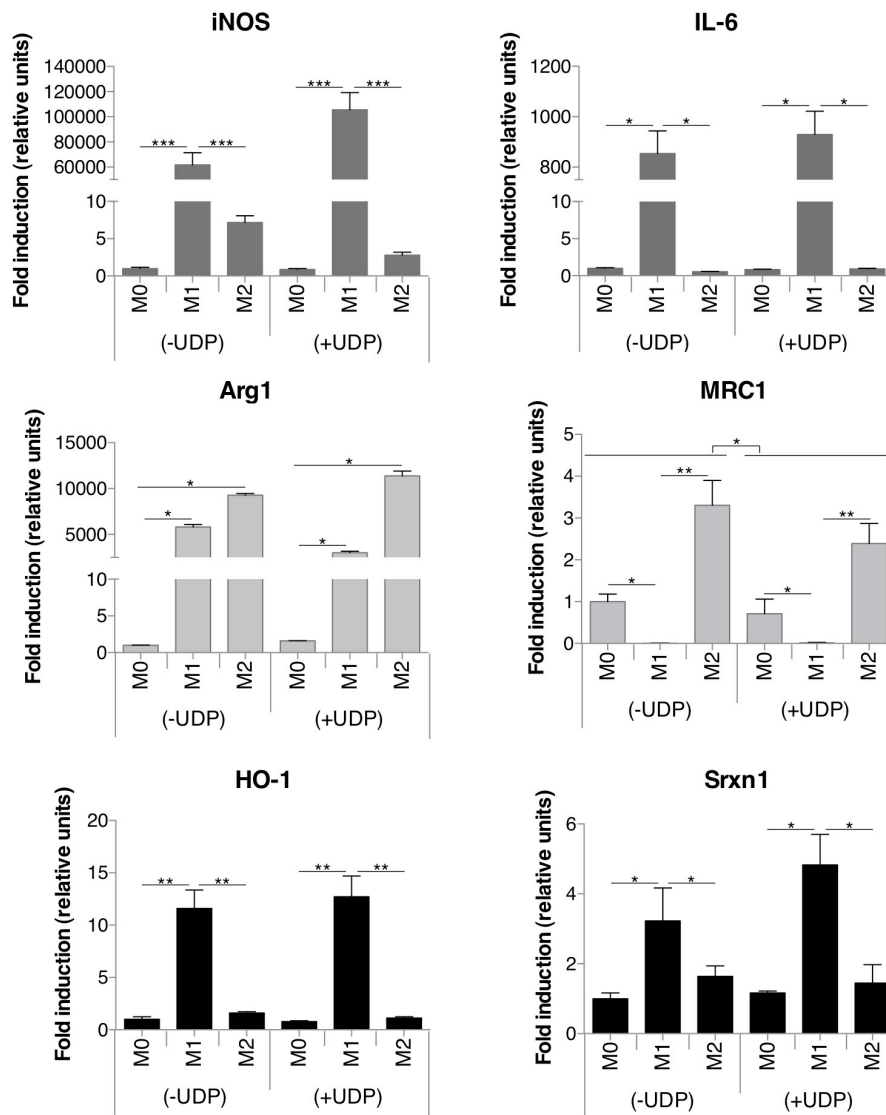 iNOS
Fold induction (relative units)
140000
120000
100000
80000
60000
10
5
0
*** ***
*** ***
M0 M1 M2 M0 M1 M2
(-UDP) (+UDP)
IL-6
Fold induction (relative units)
1200
1000
800
10
5
0
* * * *
M0 M1 M2 M0 M1 M2
(-UDP) (+UDP)
Arg1
Fold induction (relative units)
15000
10000
5000
10
5
0
* *
* *
M0 M1 M2 M0 M1 M2
(-UDP) (+UDP)
MRC1
Fold induction (relative units)
5
4
3
2
1
0
*
** **
* *
M0 M1 M2 M0 M1 M2
(-UDP) (+UDP)
HO-1
Fold induction (relative units)
20
15
10
5
0
** ** ** **
M0 M1 M2 M0 M1 M2
(-UDP) (+UDP)
Srxn1
Fold induction (relative units)
6
4
2
0
* *
* *
M0 M1 M2 M0 M1 M2
(-UDP) (+UDP)